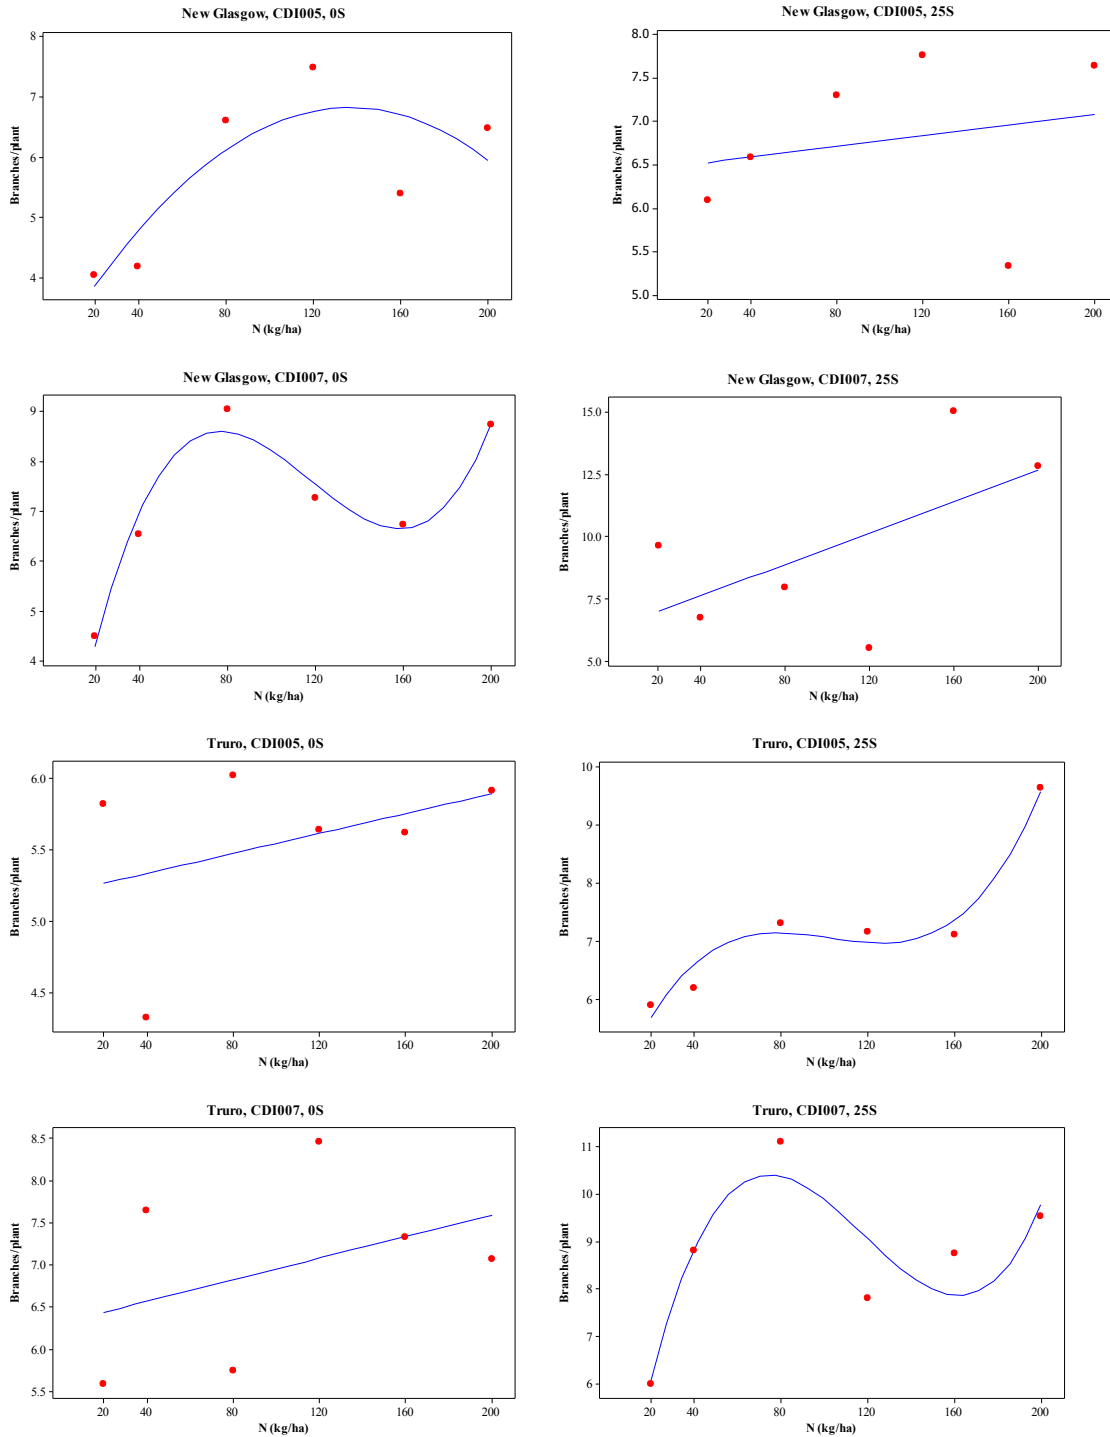 New Glasgow, CDI005, 0S
8
7
6
5
4
Branches/plant
20 40 80 120 160 200
N (kg/ha)
New Glasgow, CDI005, 25S
8.0
7.5
7.0
6.5
6.0
5.5
5.0
Branches/plant
20 40 80 120 160 200
N (kg/ha)
New Glasgow, CDI007, 0S
9
8
7
6
5
4
Branches/plant
20 40 80 120 160 200
N (kg/ha)
New Glasgow, CDI007, 25S
15.0
12.5
10.0
7.5
5.0
Branches/plant
20 40 80 120 160 200
N (kg/ha)
Truro, CDI005, 0S
6.0
5.5
5.0
4.5
Branches/plant
20 40 80 120 160 200
N (kg/ha)
Truro, CDI005, 25S
10
9
8
7
6
Branches/plant
20 40 80 120 160 200
N (kg/ha)
Truro, CDI007, 0S
8.5
8.0
7.5
7.0
6.5
6.0
5.5
Branches/plant
20 40 80 120 160 200
N (kg/ha)
Truro, CDI007, 25S
11
10
9
8
7
6
Branches/plant
20 40 80 120 160 200
N (kg/ha)